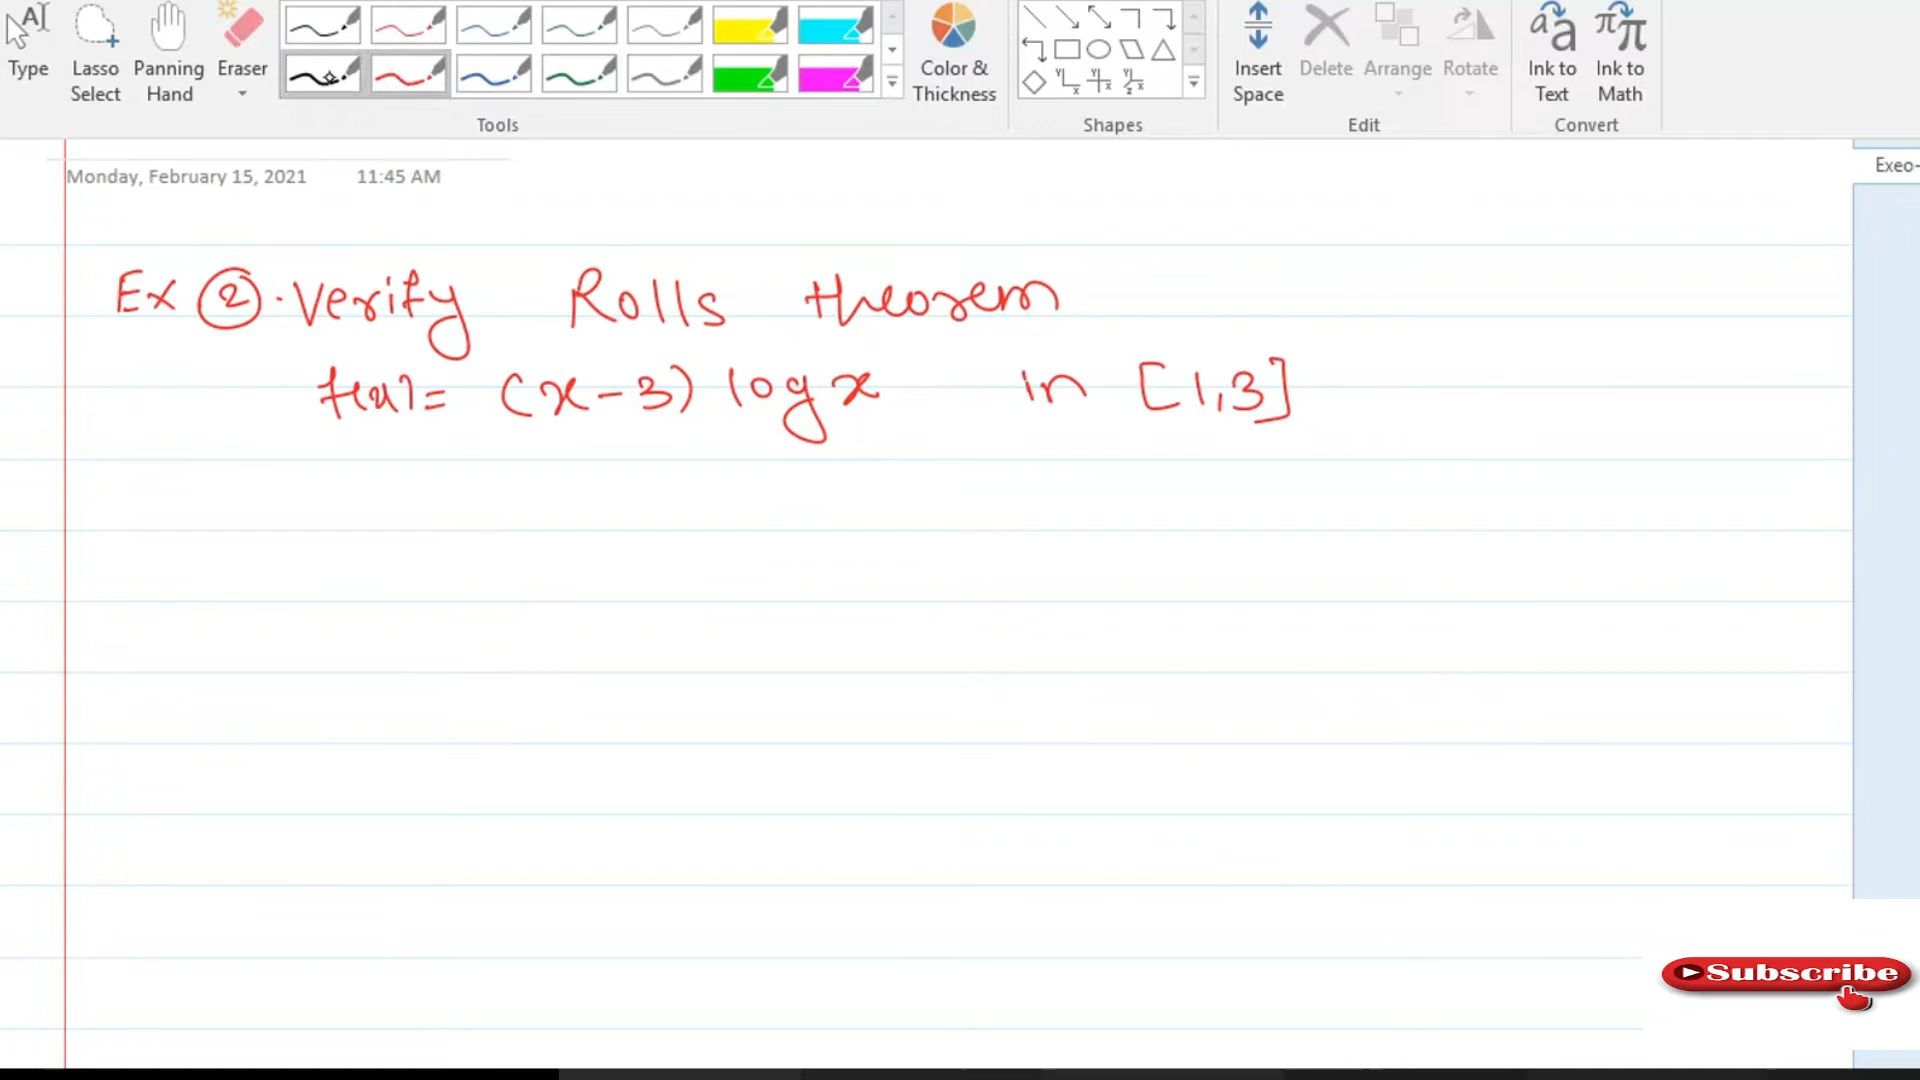 Type
Lasso Select
Panning Hand
Eraser
Color & Thickness
Insert Space
Delete
Arrange
Rotate
Ink to Text
Ink to Math
Tools
Shapes
Edit
Convert
Monday, February 15, 2021 11:45 AM
Exeo-
Ex ②. Verify Rolls theorem
f(x) = (x-3) log x in [1,3]
Subscribe